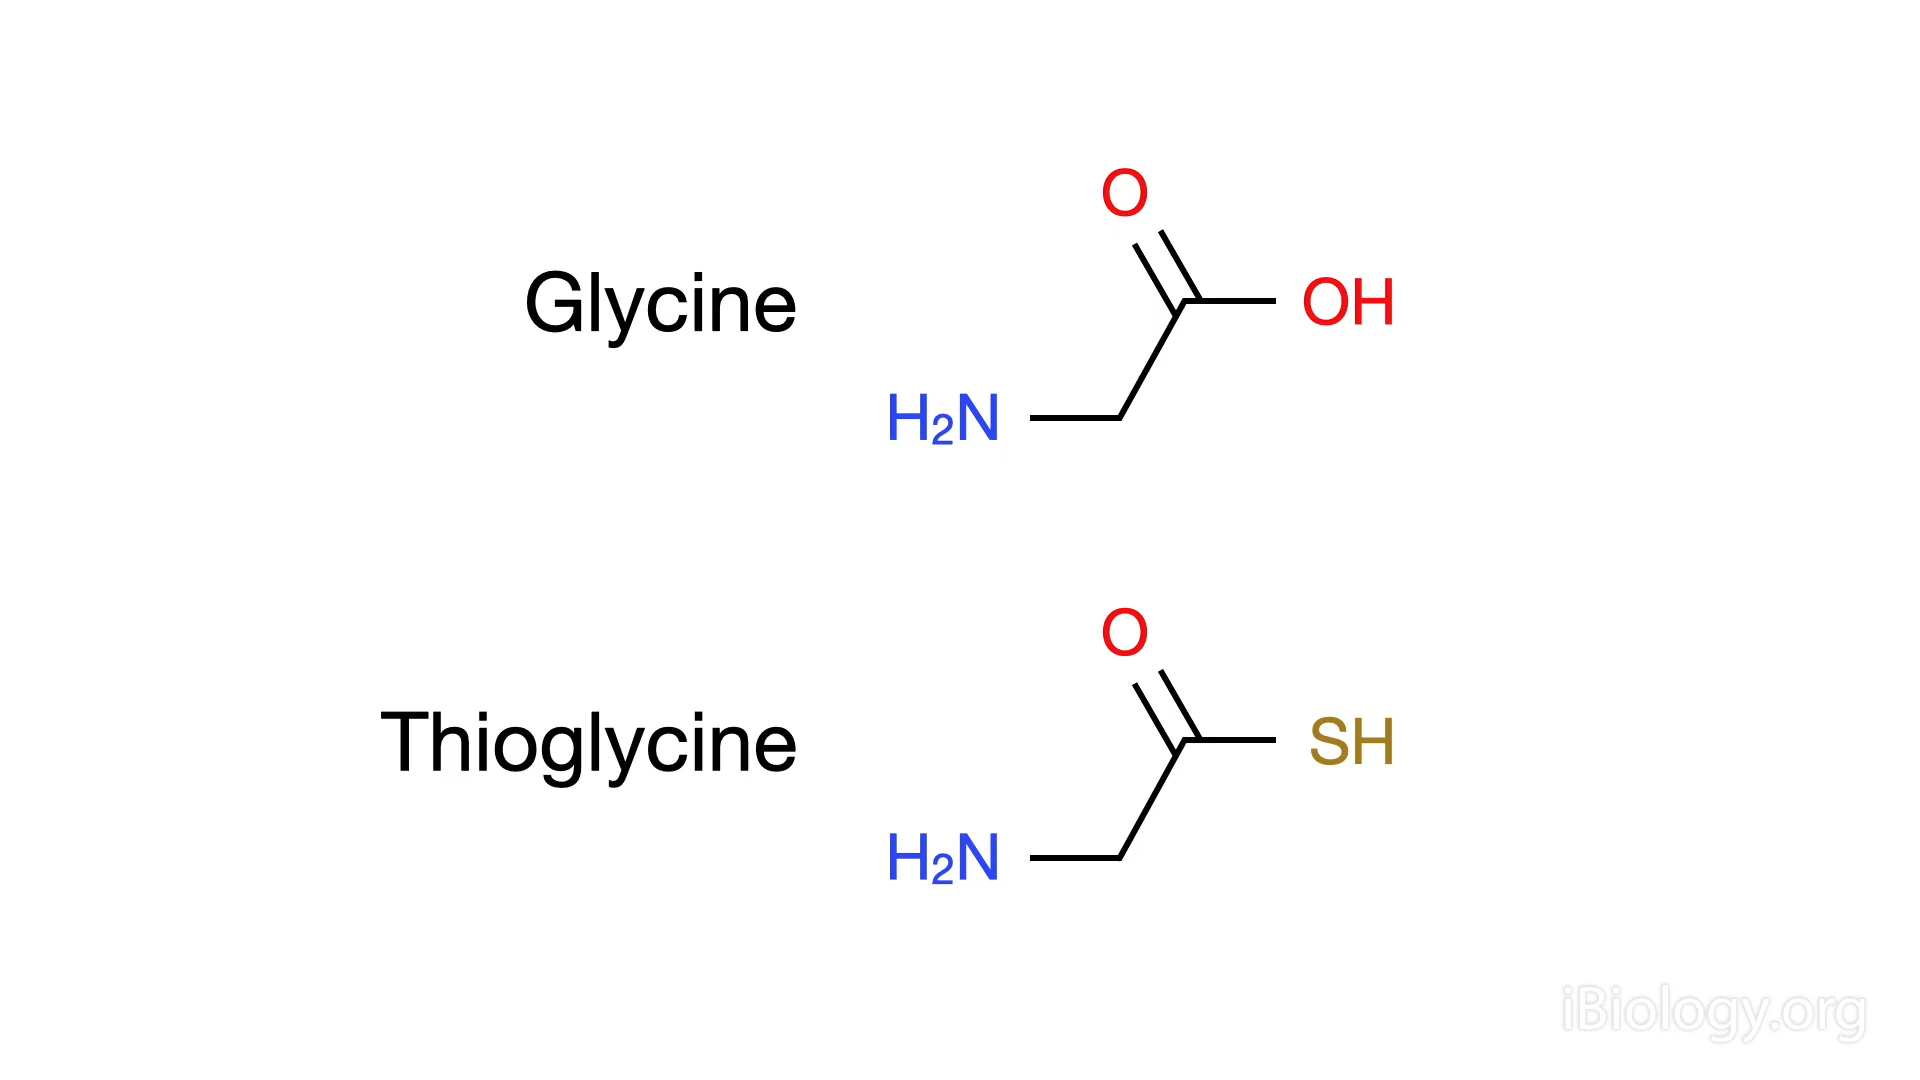 O
Glycine
OH
H₂N
O
Thioglycine
SH
H₂N
iBiology.org